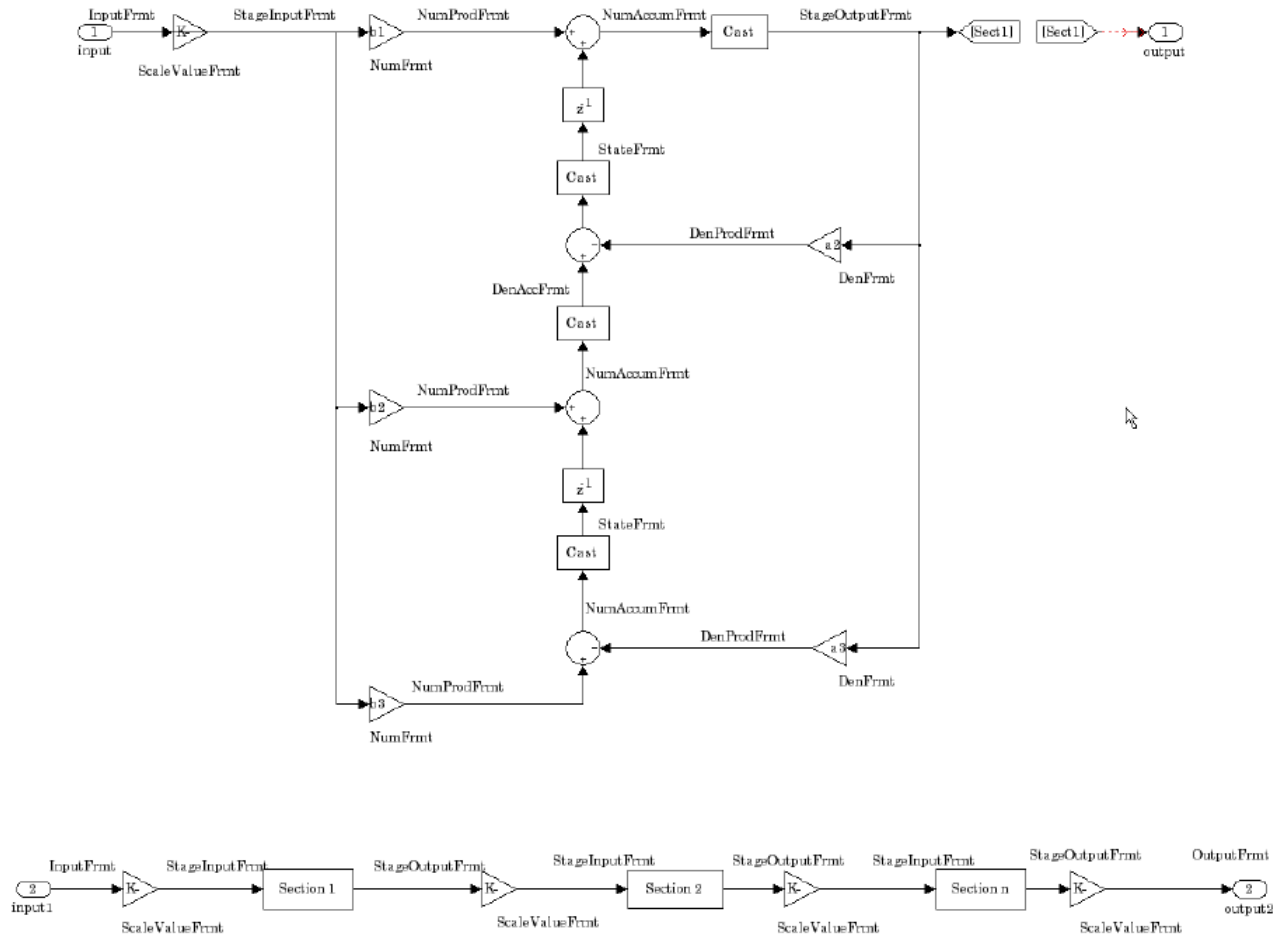 InputFrmt
StageInputFrmt
NumProdFrmt
NumAccumFrmt
StageOutputFrmt
1
K-
b1
+
+
Cast
[Sect1]
[Sect1]
1
input
output
ScaleValueFrmt
NumFrmt
z-1
StateFrmt
Cast
DenProdFrmt
-
+
a2
DenAccFrmt
DenFrmt
Cast
NumAccumFrmt
NumProdFrmt
b2
+
+
NumFrmt
z-1
StateFrmt
Cast
NumAccumFrmt
DenProdFrmt
-
+
a3
DenFrmt
NumProdFrmt
b3
NumFrmt
InputFrmt
StageInputFrmt
StageOutputFrmt
StageInputFrmt
StageOutputFrmt
StageInputFrmt
StageOutputFrmt
OutputFrmt
2
K-
Section 1
K-
Section 2
K-
Section n
K-
2
input1
output2
ScaleValueFrmt
ScaleValueFrmt
ScaleValueFrmt
ScaleValueFrmt